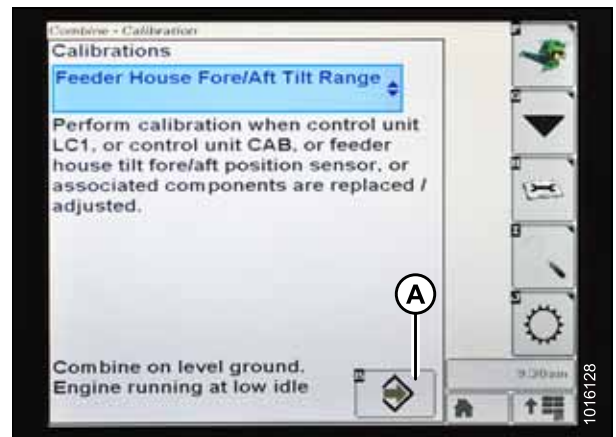 Combine - Calibration
Calibrations
Feeder House Fore/Aft Tilt Range
Perform calibration when control unit
LC1, or control unit CAB, or feeder
house tilt fore/aft position sensor, or
associated components are replaced /
adjusted.
A
Combine on level ground.
Engine running at low idle
9:30am
1016128